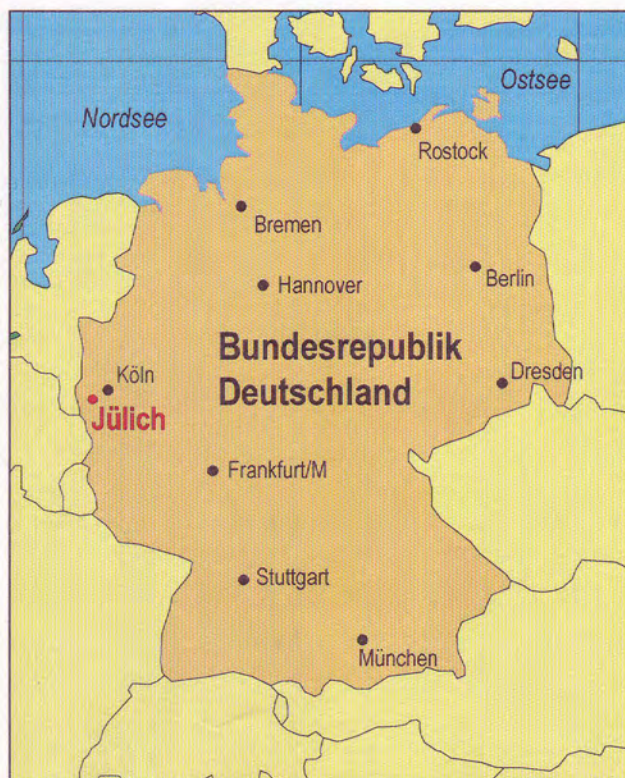 Ostsee
Nordsee
Rostock
Bremen
Berlin
Hannover
Bundesrepublik
Deutschland
Köln
Dresden
Jülich
Frankfurt/M
Stuttgart
München